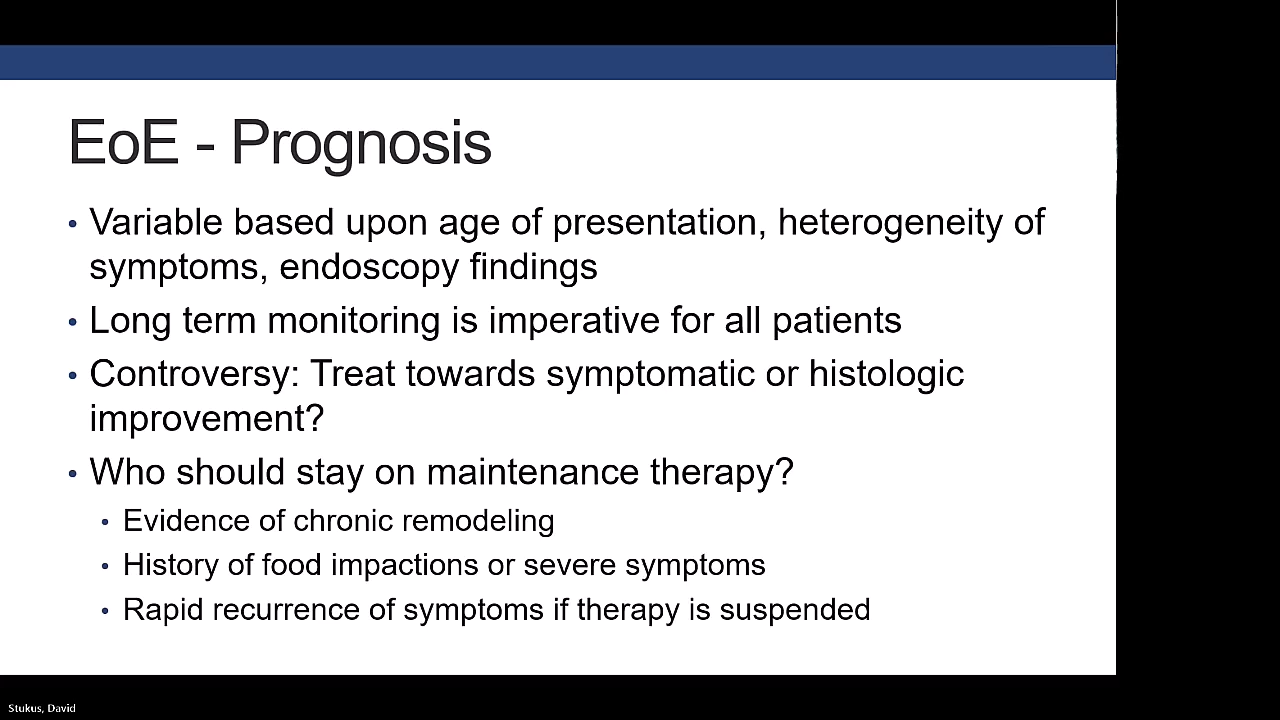 EoE - Prognosis
• Variable based upon age of presentation, heterogeneity of
symptoms, endoscopy findings
• Long term monitoring is imperative for all patients
• Controversy: Treat towards symptomatic or histologic
improvement?
• Who should stay on maintenance therapy?
• Evidence of chronic remodeling
• History of food impactions or severe symptoms
• Rapid recurrence of symptoms if therapy is suspended
Stukus, David